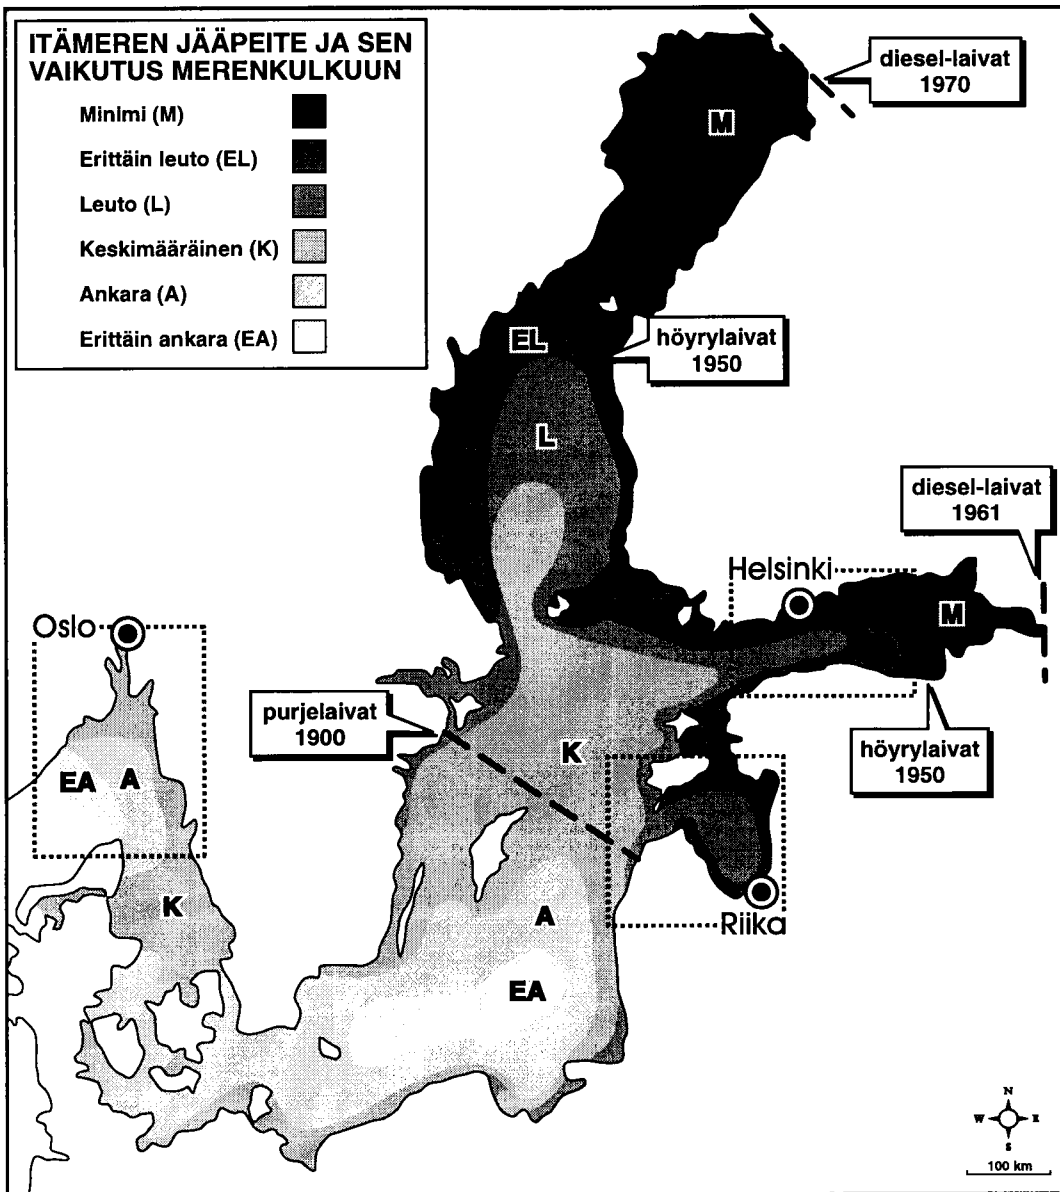 ITÄMEREN JÄÄPEITE JA SEN
VAIKUTUS MERENKULKUUN
Minimi (M)
Erittäin leuto (EL)
Leuto (L)
Keskimääräinen (K)
Ankara (A)
Erittäin ankara (EA)
diesel-laivat
1970
M
EL
höyrylaivat
1950
L
diesel-laivat
1961
Helsinki
M
Oslo
purjelaivat
1900
K
höyrylaivat
1950
EA
A
K
A
Riika
EA
N
W
E
S
100 km